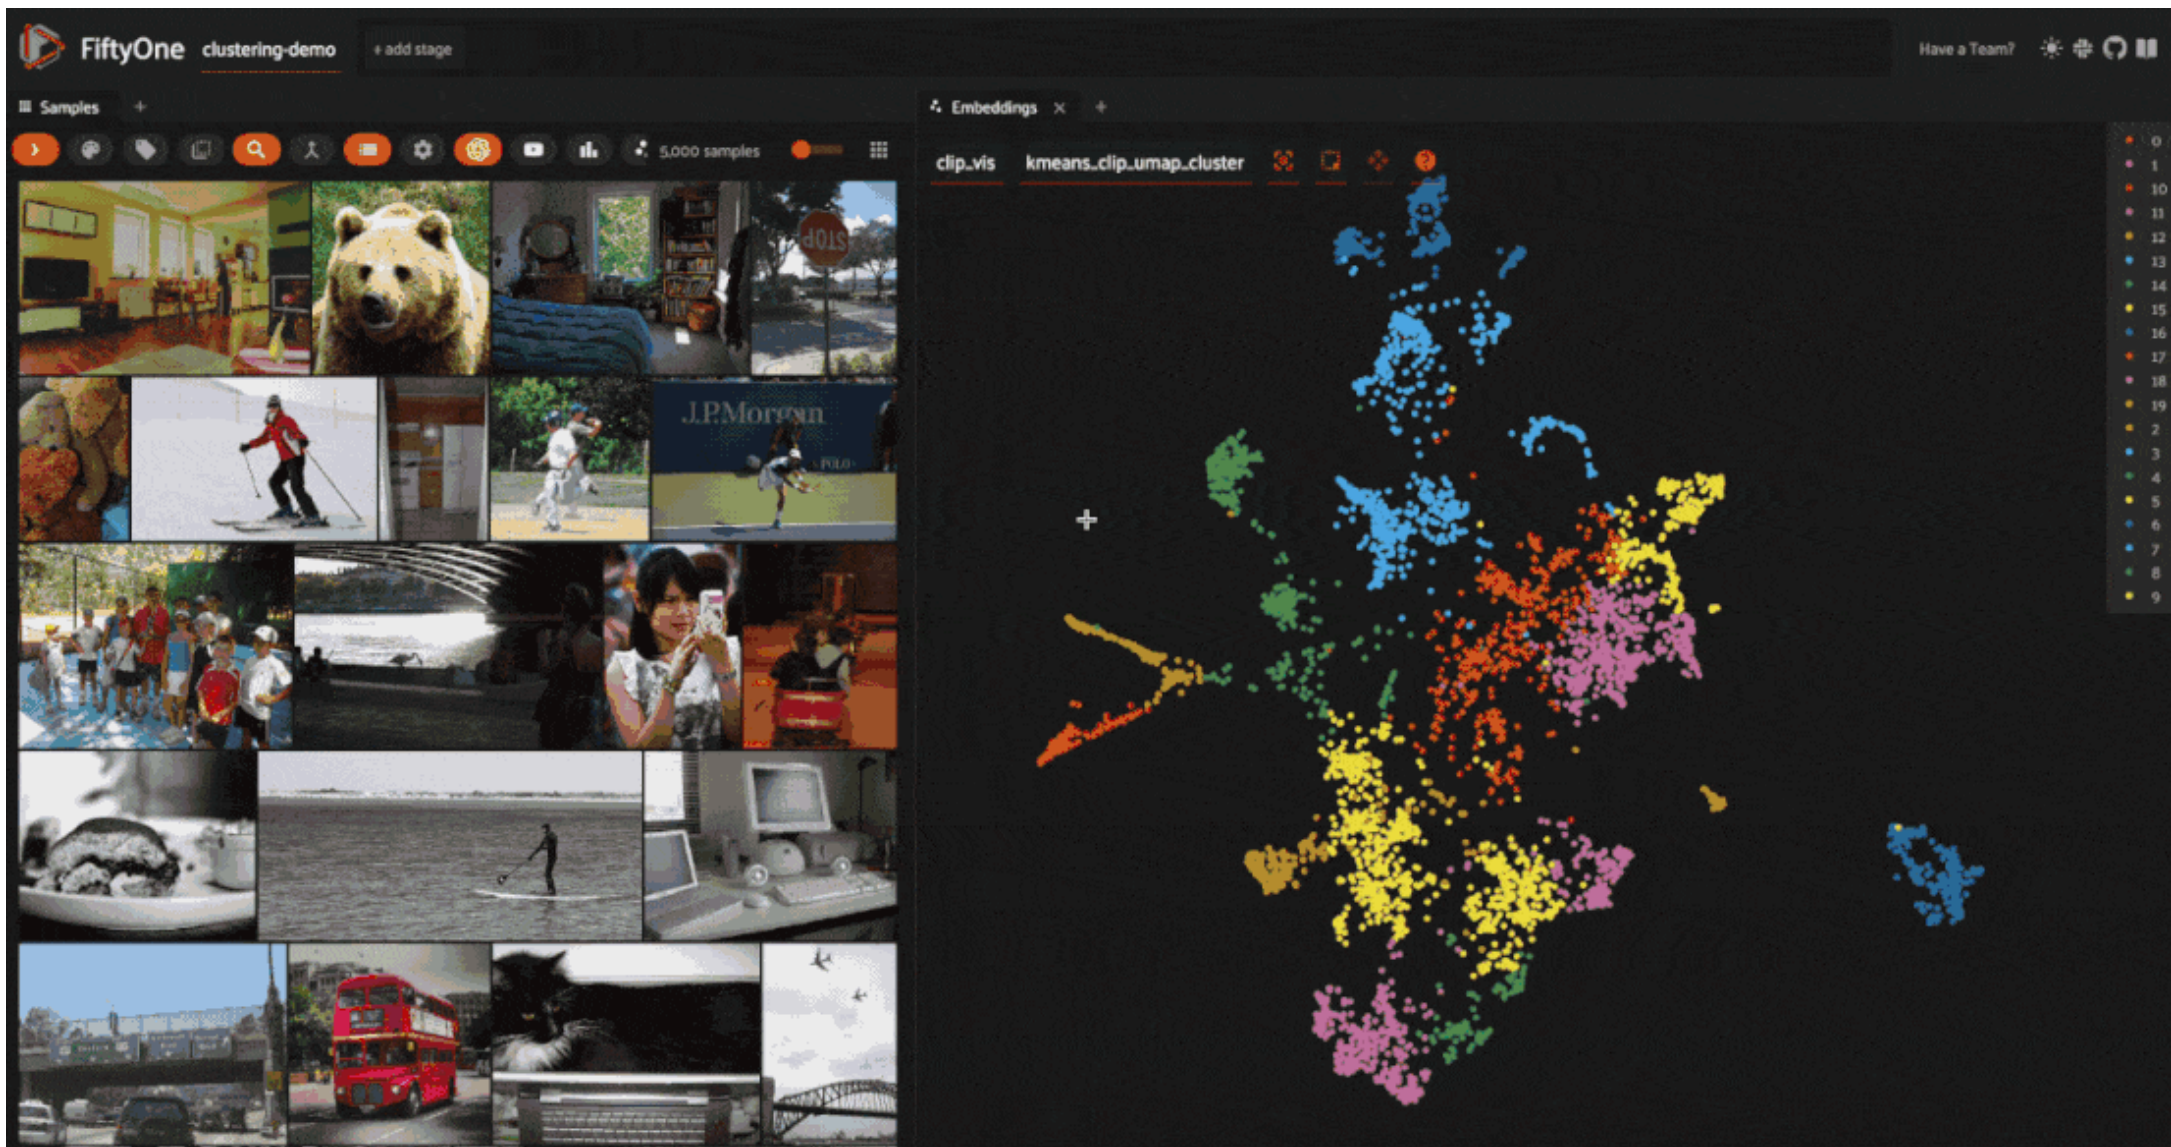 FiftyOne clustering-demo + add stage Have a Team?
Samples +
Embeddings × +
5,000 samples
clip_vis kmeans_clip_umap_cluster ?
STOP
J.P.Morgan
POLO
0
1
10
11
12
13
14
15
16
17
18
19
2
3
4
5
6
7
8
9